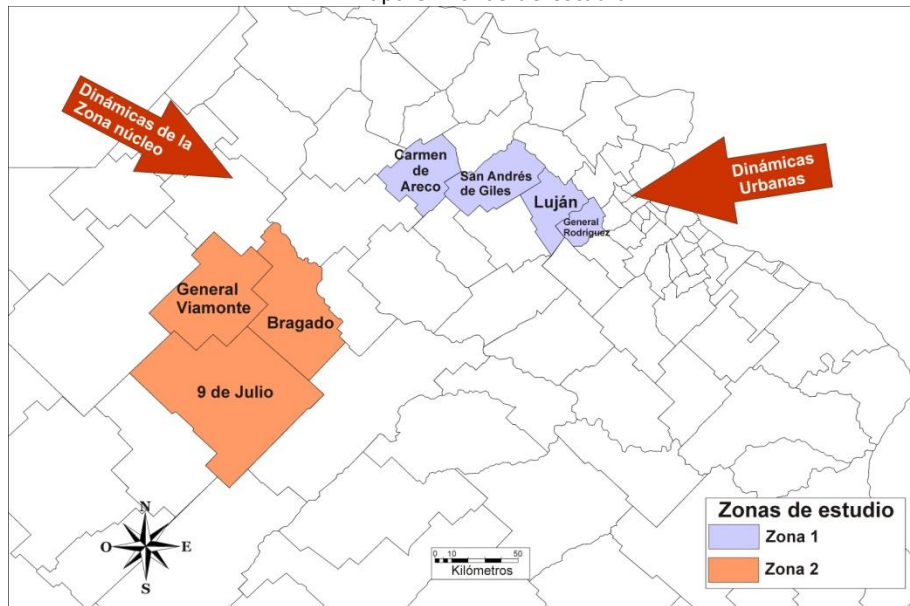 Dinámicas de la
Zona núcleo
Carmen
de
Areco
San Andrés
de Giles
Luján
General
Rodríguez
Dinámicas
Urbanas
General
Viamonte
Bragado
9 de Julio
N
O
E
S
0 10 50
Kilómetros
Zonas de estudio
Zona 1
Zona 2